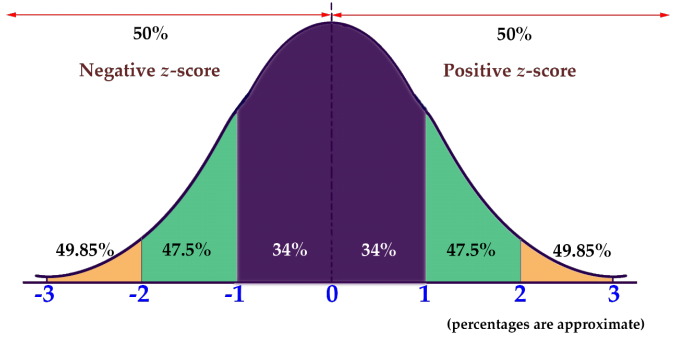 50% 50%
Negative z-score Positive z-score
49.85% 47.5% 34% 34% 47.5% 49.85%
-3 -2 -1 0 1 2 3
(percentages are approximate)